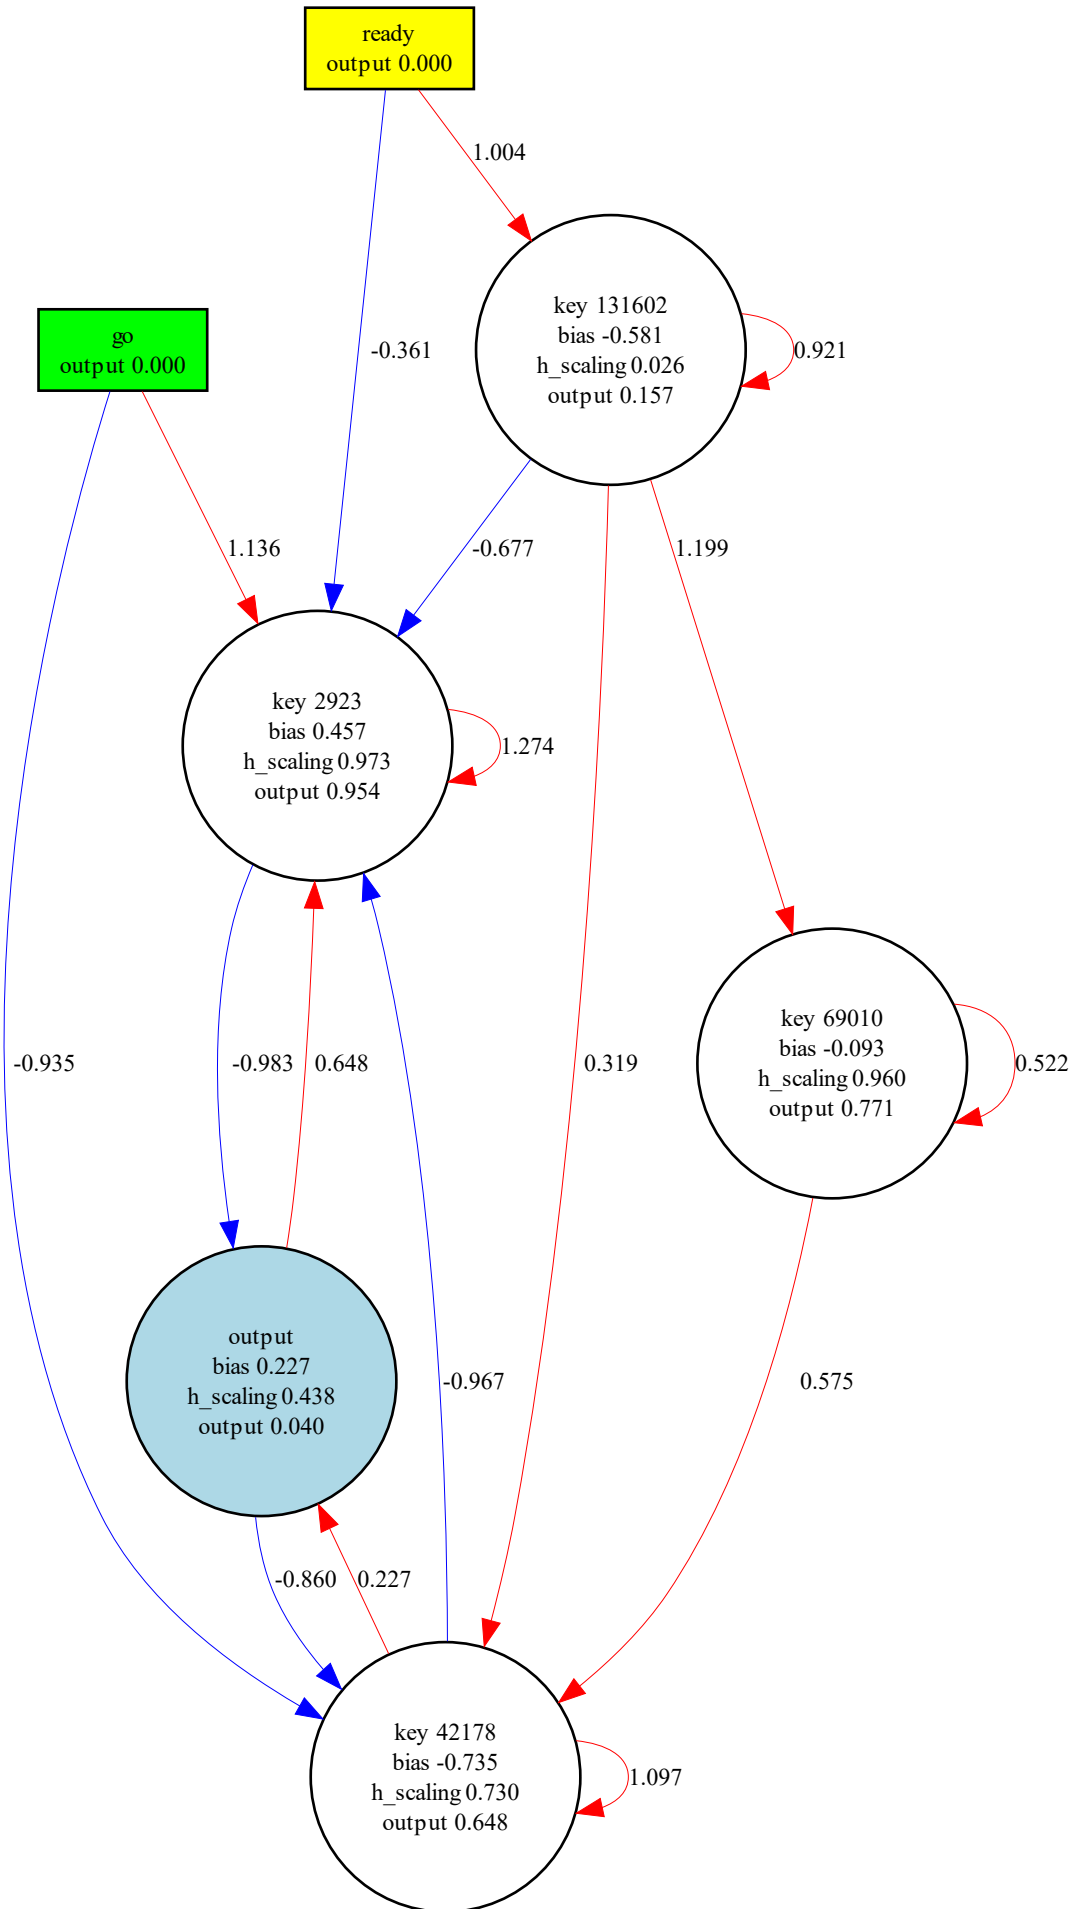 ready
output 0.000
1.004
go
output 0.000
-0.361
key 131602
bias -0.581
h_scaling 0.026
output 0.157
0.921
1.136
-0.677
1.199
key 2923
bias 0.457
h_scaling 0.973
output 0.954
1.274
-0.935
-0.983
0.648
0.319
key 69010
bias -0.093
h_scaling 0.960
output 0.771
0.522
output
bias 0.227
h_scaling 0.438
output 0.040
-0.967
0.575
-0.860
0.227
key 42178
bias -0.735
h_scaling 0.730
output 0.648
1.097